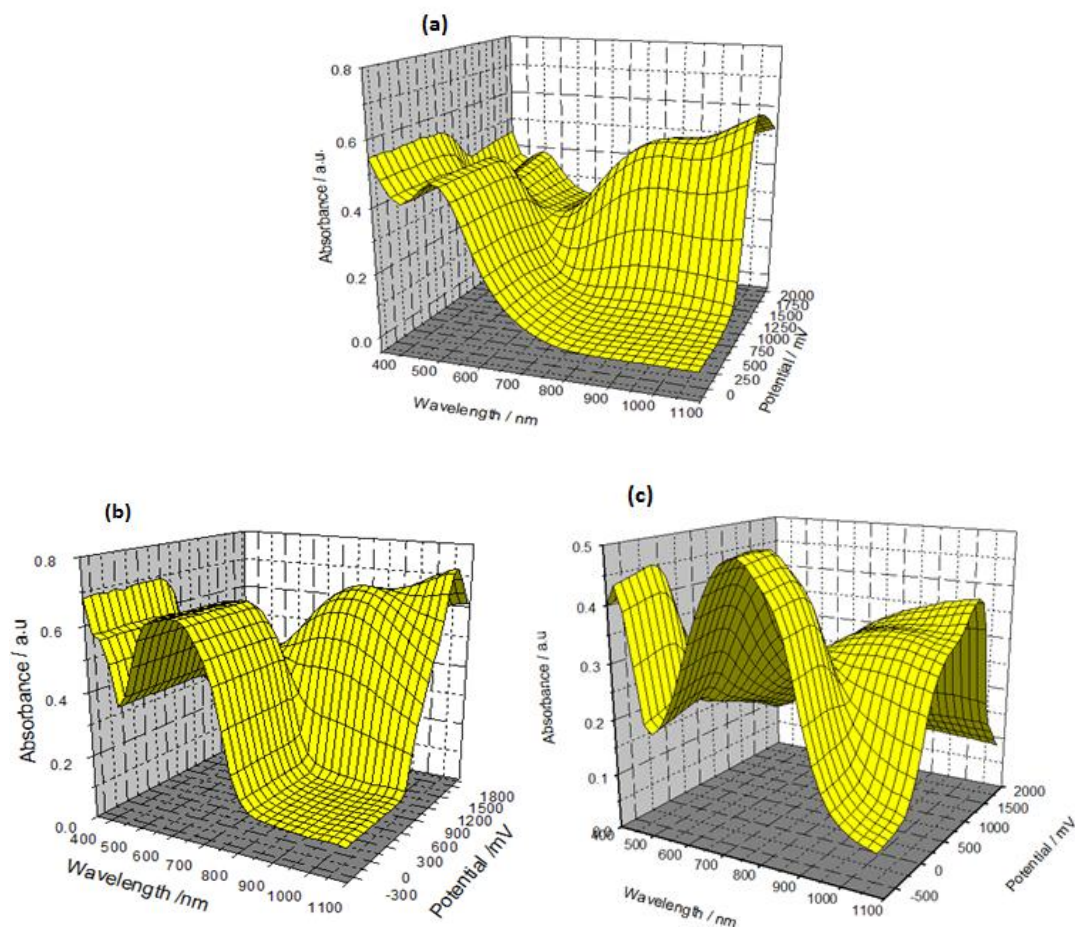 (a)
0.8
0.6
0.4
0.2
0.0
Absorbance / a.u.
400 500 600 700 800 900 1000 1100
Wavelength / nm
0 250 500 750 1000 1250 1500 1750 2000
Potential / mV
(b)
0.8
0.6
0.4
0.2
0.0
Absorbance / a.u
400 500 600 700 800 900 1000 1100
Wavelength /nm
-300 0 300 600 900 1200 1500 1800
Potential /mV
(c)
0.5
0.4
0.3
0.2
0.1
0.0
Absorbance / a.u
400 500 600 700 800 900 1000 1100
Wavelength / nm
-500 0 500 1000 1500 2000
Potential / mV